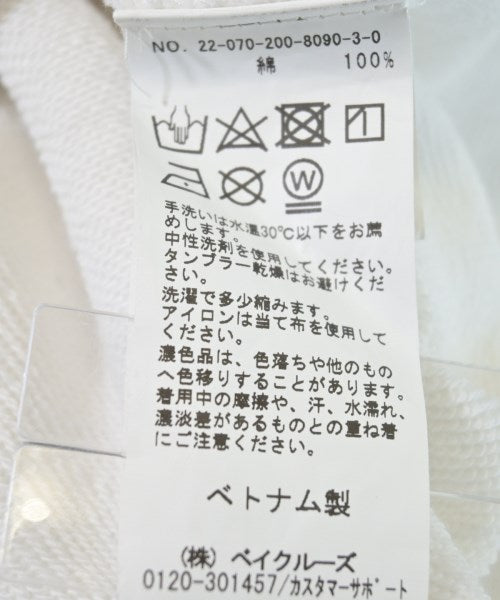 NO. 22-070-200-8090-3-0
綿 100%
W
手洗いは水温30℃以下をお薦
めします。
中性洗剤を使用してください。
タンブラー乾燥はお避けくだ
さい。
洗濯で多少縮みます。
アイロンは当て布を使用して
ください。
濃色品は、色落ちや他のもの
へ色移りすることがあります。
着用中の摩擦や、汗、水濡れ、
濃淡差があるものとの重ね着
にご注意ください。
ベトナム製
(株) ベイクルーズ
0120-301457/カスタマーサポート